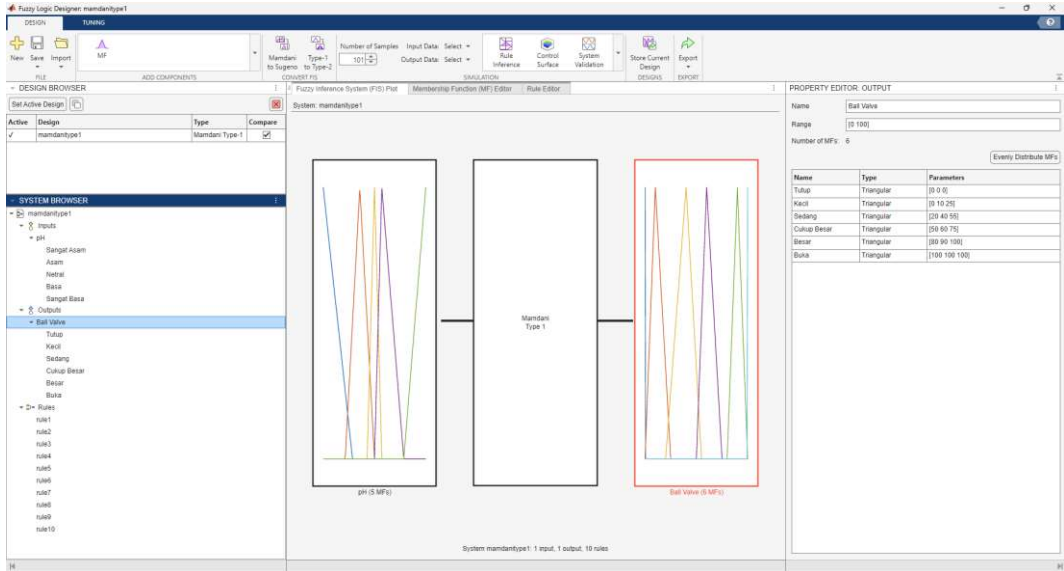 Fuzzy Logic Designer: mamdanitype1
DESIGN TUNING
New Save Import
MF
Mamdani to Sugeno
Type-1 to Type-2
Number of Samples 101
Input Data: Select
Output Data: Select
Rule Inference
Control Surface
System Validation
Store Current Design
Export
FILE ADD COMPONENTS CONVERT FIS SIMULATION DESIGNS EXPORT
DESIGN BROWSER
Set Active Design
Active Design Type Compare
mamdanitype1 Mamdani Type-1
SYSTEM BROWSER
mamdanitype1
Inputs
pH
Sangat Asam
Asam
Netral
Basa
Sangat Basa
Outputs
Ball Valve
Tutup
Kecil
Sedang
Cukup Besar
Besar
Buka
Rules
rule1
rule2
rule3
rule4
rule5
rule6
rule7
rule8
rule9
rule10
Fuzzy Inference System (FIS) Plot Membership Function (MF) Editor Rule Editor
System: mamdanitype1
Mamdani
Type 1
pH (5 MFs)
Ball Valve (6 MFs)
System mamdanitype1: 1 input, 1 output, 10 rules
PROPERTY EDITOR: OUTPUT
Name Ball Valve
Range [0 100]
Number of MFs: 6
Evenly Distribute MFs
Name Type Parameters
Tutup Triangular [0 0 0]
Kecil Triangular [0 10 25]
Sedang Triangular [20 40 55]
Cukup Besar Triangular [50 60 75]
Besar Triangular [80 90 100]
Buka Triangular [100 100 100]